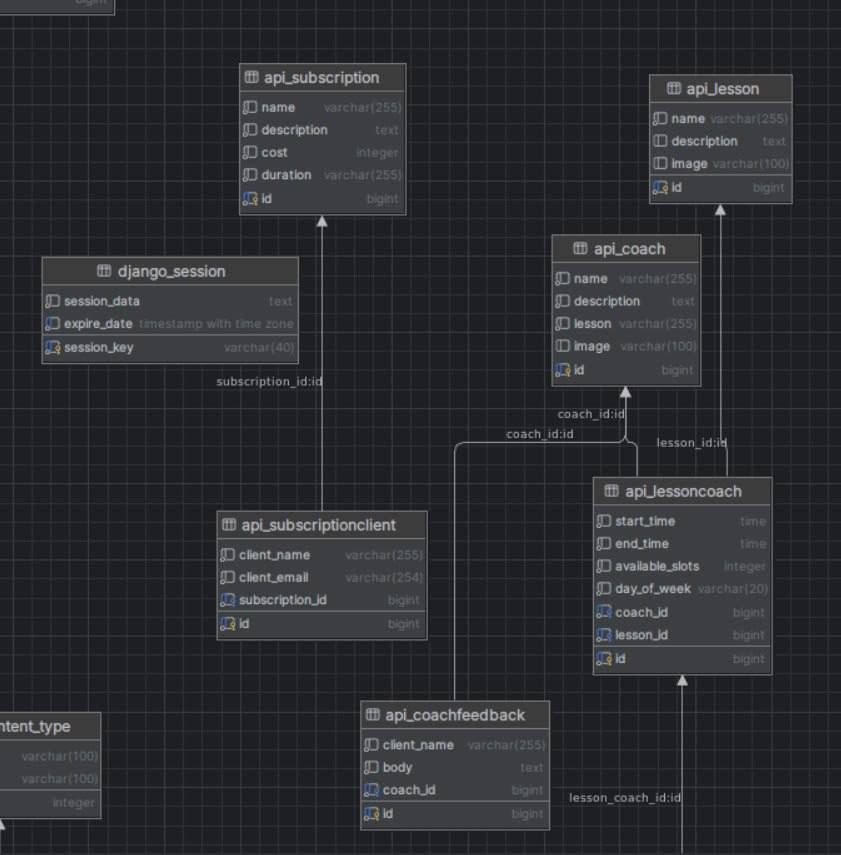 bigint
api_subscription
name varchar(255)
description text
cost integer
duration varchar(255)
id bigint
api_lesson
name varchar(255)
description text
image varchar(100)
id bigint
api_coach
name varchar(255)
description text
lesson varchar(255)
image varchar(100)
id bigint
django_session
session_data text
expire_date timestamp with time zone
session_key varchar(40)
subscription_id:id
coach_id:id
coach_id:id
lesson_id:id
api_lessoncoach
start_time time
end_time time
available_slots integer
day_of_week varchar(20)
coach_id bigint
lesson_id bigint
id bigint
api_subscriptionclient
client_name varchar(255)
client_email varchar(254)
subscription_id bigint
id bigint
ntent_type
varchar(100)
varchar(100)
integer
api_coachfeedback
client_name varchar(255)
body text
coach_id bigint
id bigint
lesson_coach_id:id